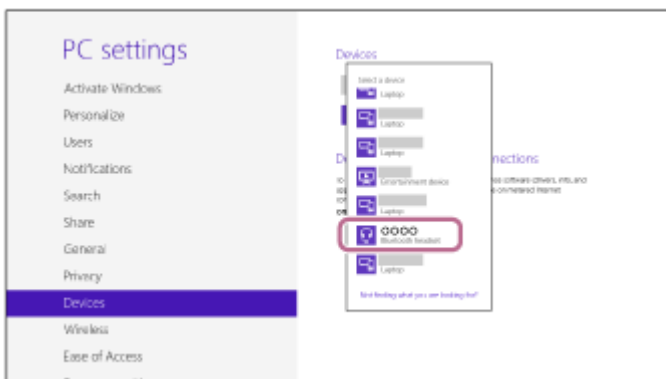 PC settings
Activate Windows
Personalize
Users
Notifications
Search
Share
General
Privacy
Devices
Wireless
Ease of Access
Devices
Select a device
Laptop
Laptop
Laptop
Entertainment device
Laptop
OOOO
Bluetooth headset
Laptop
Not finding what you are looking for?
nections